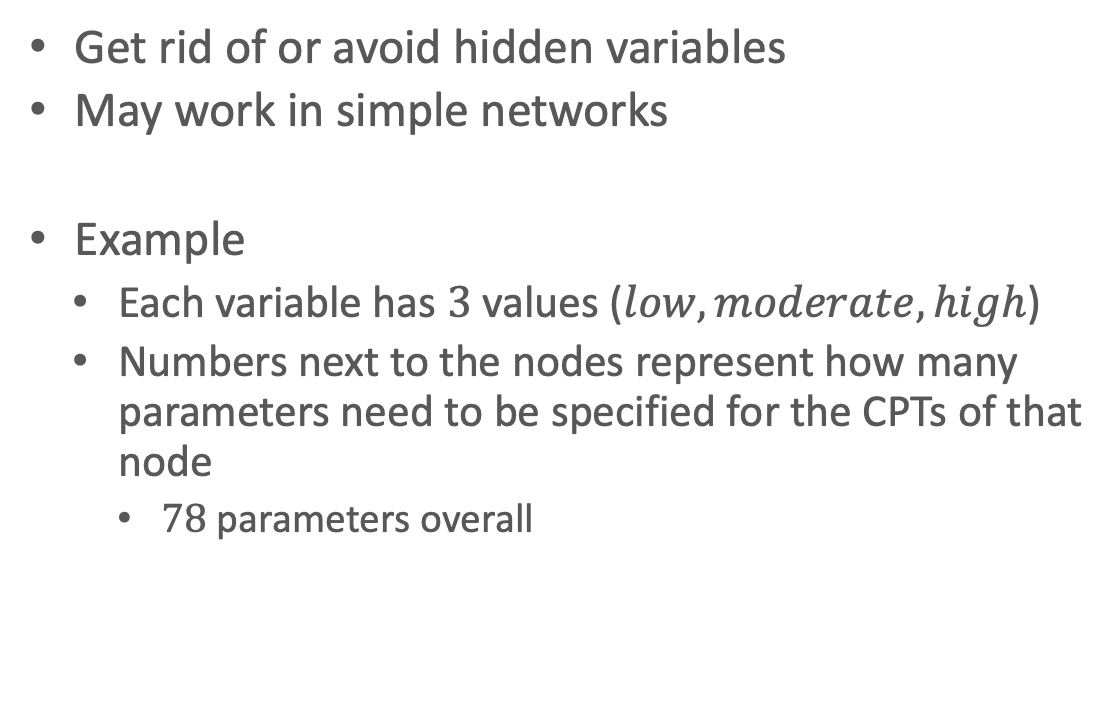 • Get rid of or avoid hidden variables
• May work in simple networks
• Example
• Each variable has 3 values (low, moderate, high)
• Numbers next to the nodes represent how many
parameters need to be specified for the CPTs of that
node
• 78 parameters overall